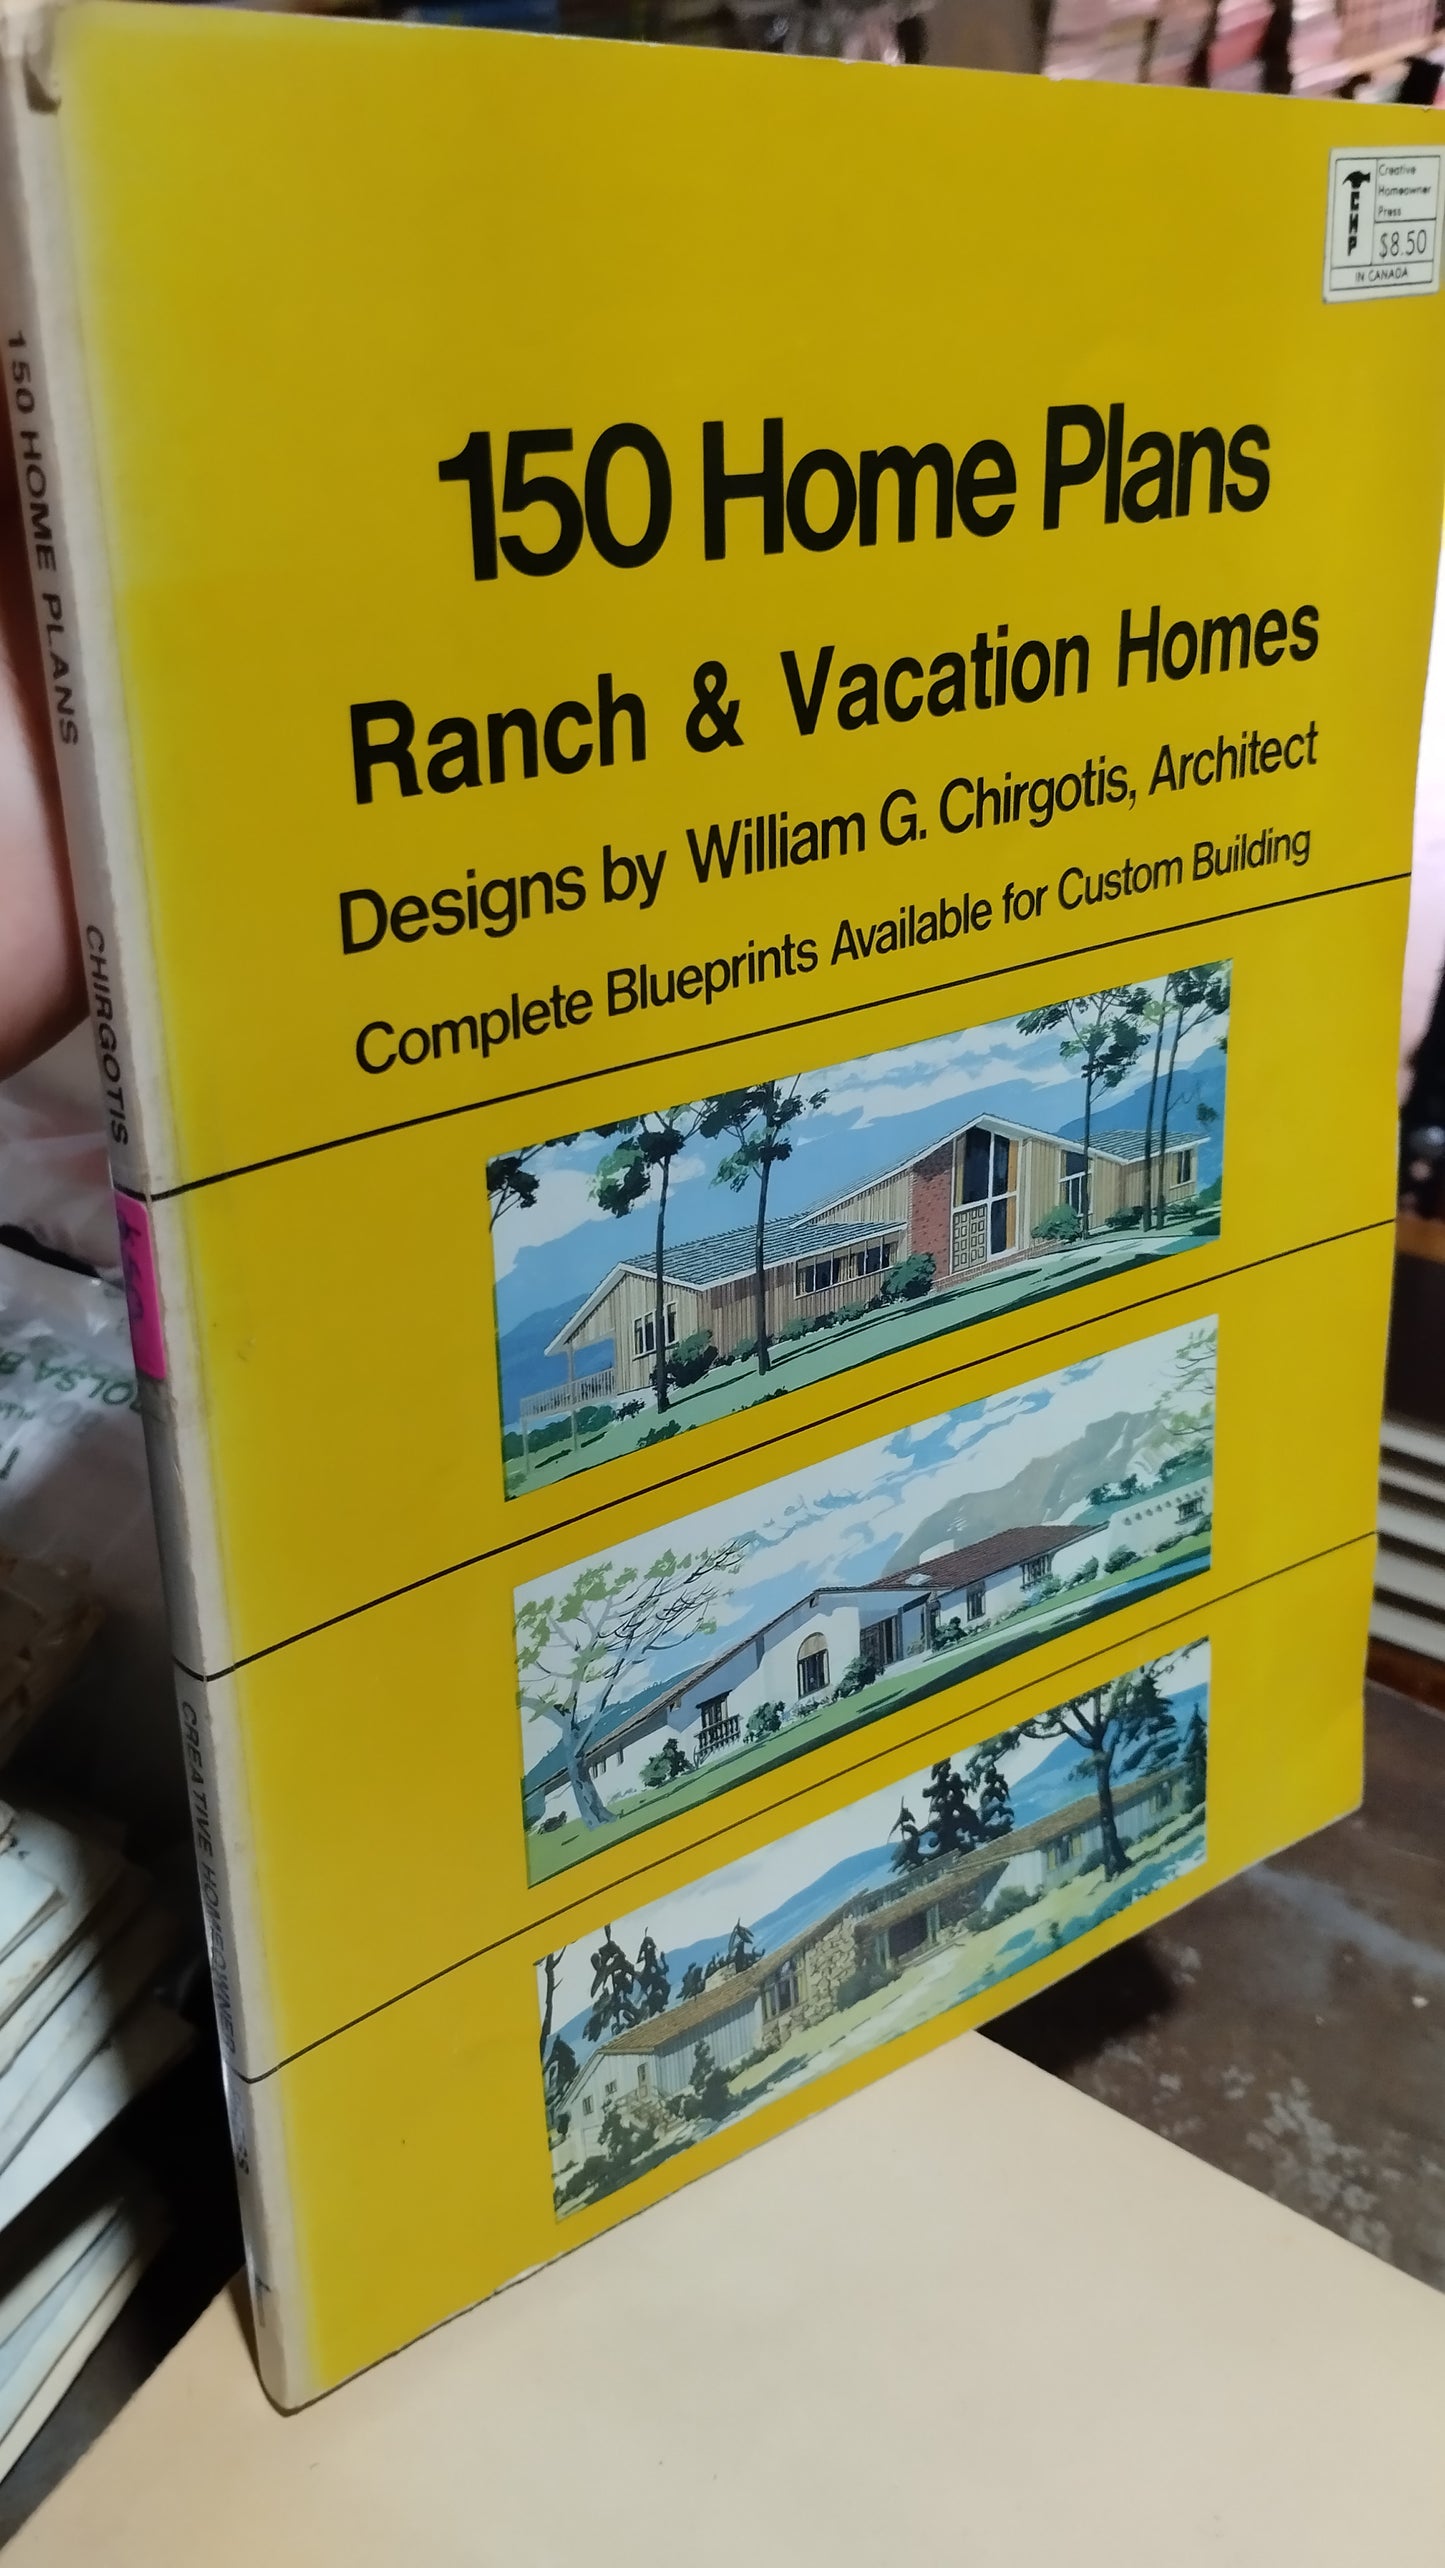 Creative
Homeowner
Press
CHP
$8.50
IN CANADA
150 Home Plans
Ranch & Vacation Homes
Designs by William G. Chirgotis, Architect
Complete Blueprints Available for Custom Building
150 HOME PLANS
CHIRGOTIS
CREATIVE HOMEOWNER PRESS